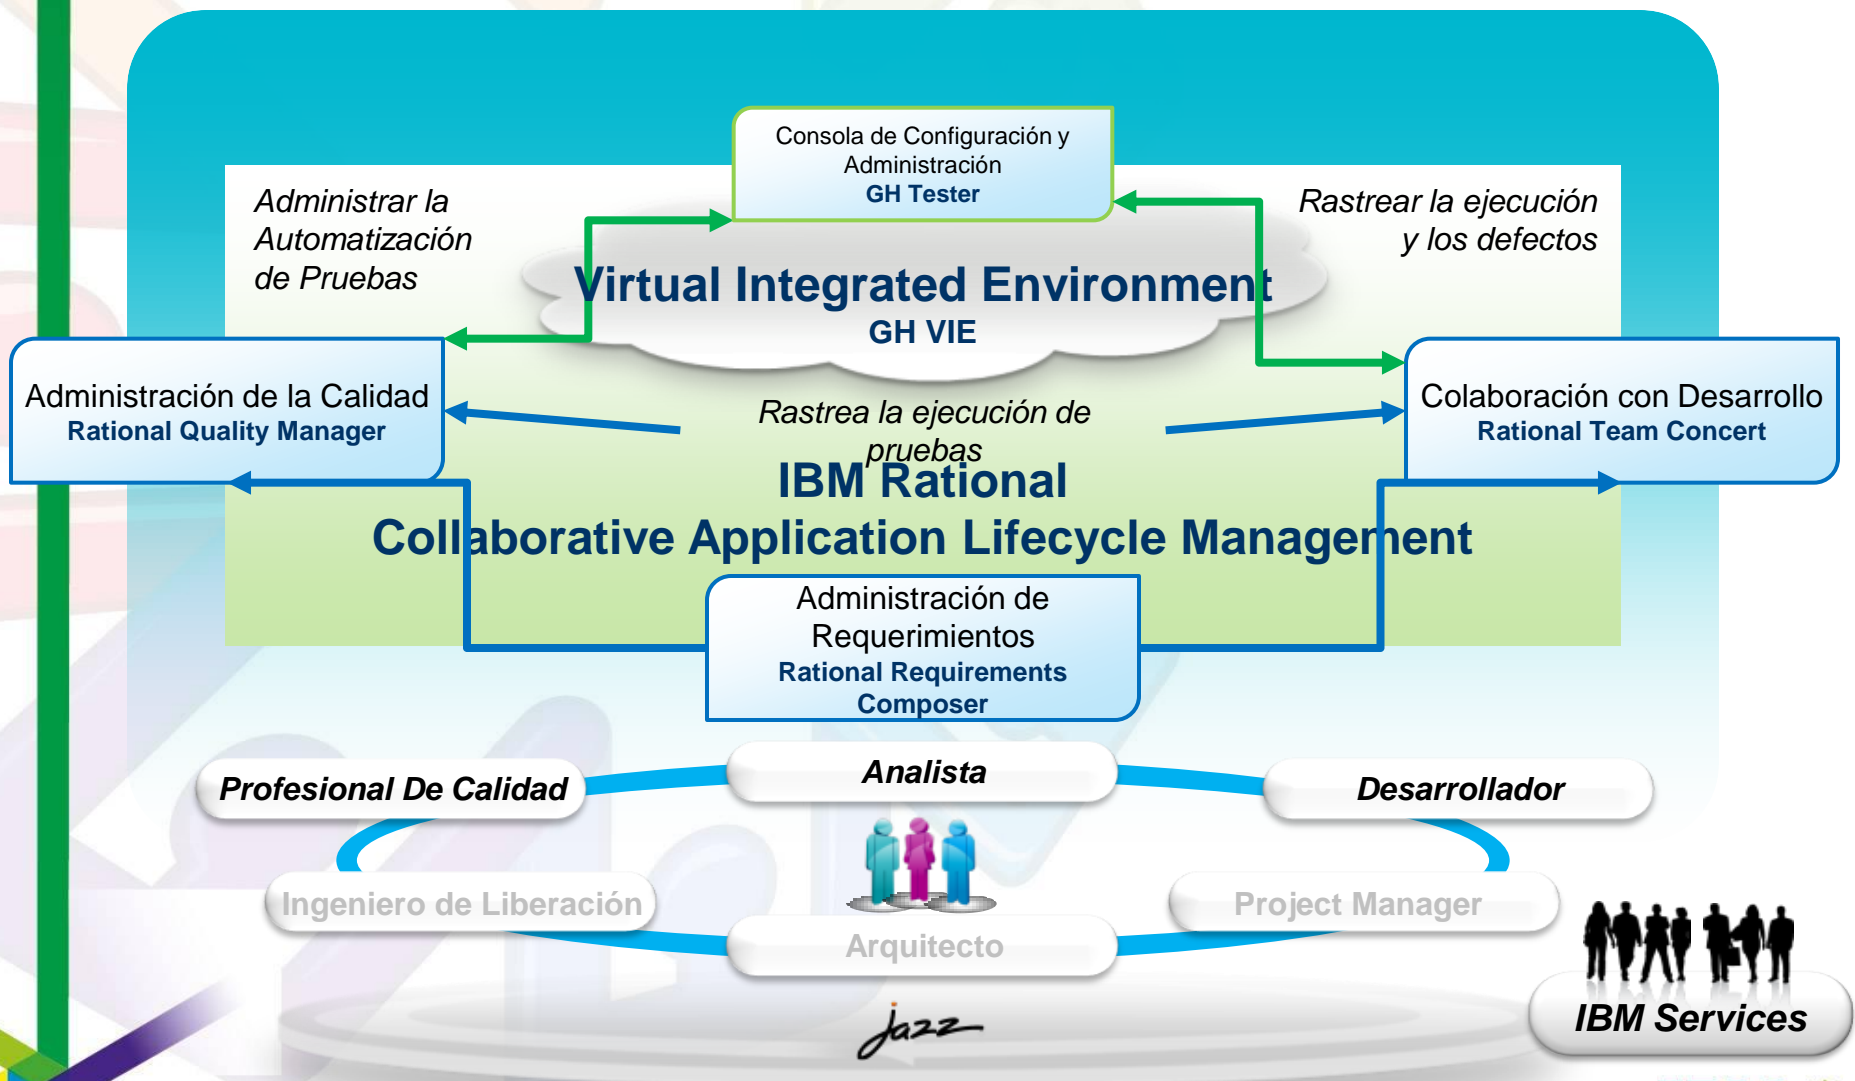 Consola de Configuración y
Administración
GH Tester
Administrar la
Automatización
de Pruebas
Rastrear la ejecución
y los defectos
Virtual Integrated Environment
GH VIE
Administración de la Calidad
Rational Quality Manager
Colaboración con Desarrollo
Rational Team Concert
Rastrea la ejecución de
pruebas
IBM Rational
Collaborative Application Lifecycle Management
Administración de
Requerimientos
Rational Requirements
Composer
Profesional De Calidad
Analista
Desarrollador
Ingeniero de Liberación
Arquitecto
Project Manager
jazz
IBM Services